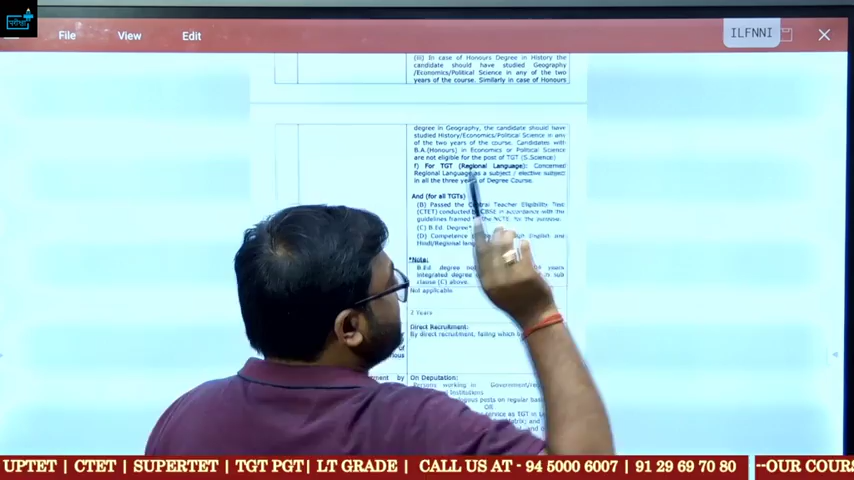 परीक्षा
File View Edit
ILFNNI
(iii) In case of Honours Degree in History the
candidate should have studied Geography
/Economics/Political Science in any of the two
years of the course. Similarly in case of Honours
degree in Geography, the candidate should have
studied History/Economics/Political Science in any
of the two years of the course. Candidates with
B.A.(Honours) in Economics or Political Science
are not eligible for the post of TGT (S.Science)
f) For TGT (Regional Language): Concerned
Regional Language as a subject / elective subject
in all the three years of Degree Course.
And (for all TGTs)
(B) Passed the Central Teacher Eligibility Test
(CTET) conducted by CBSE in accordance with the
guidelines framed the NCTE for the purpose.
(C) B.Ed Degree*
(D) Competence English and
Hindi/Regional
*Note:
B.Ed degree years
integrated degree sub
clause (C) above.
Not applicable
2 Years
Direct Recruitment:
By direct recruitment, failing which
of
by
On Deputation:
Persons working in Government
Institutions
posts on regular
OR
service as TGT in
and
UPTET | CTET | SUPERTET | TGT PGT| LT GRADE | CALL US AT - 94 5000 6007 | 91 29 69 70 80 --OUR COURS